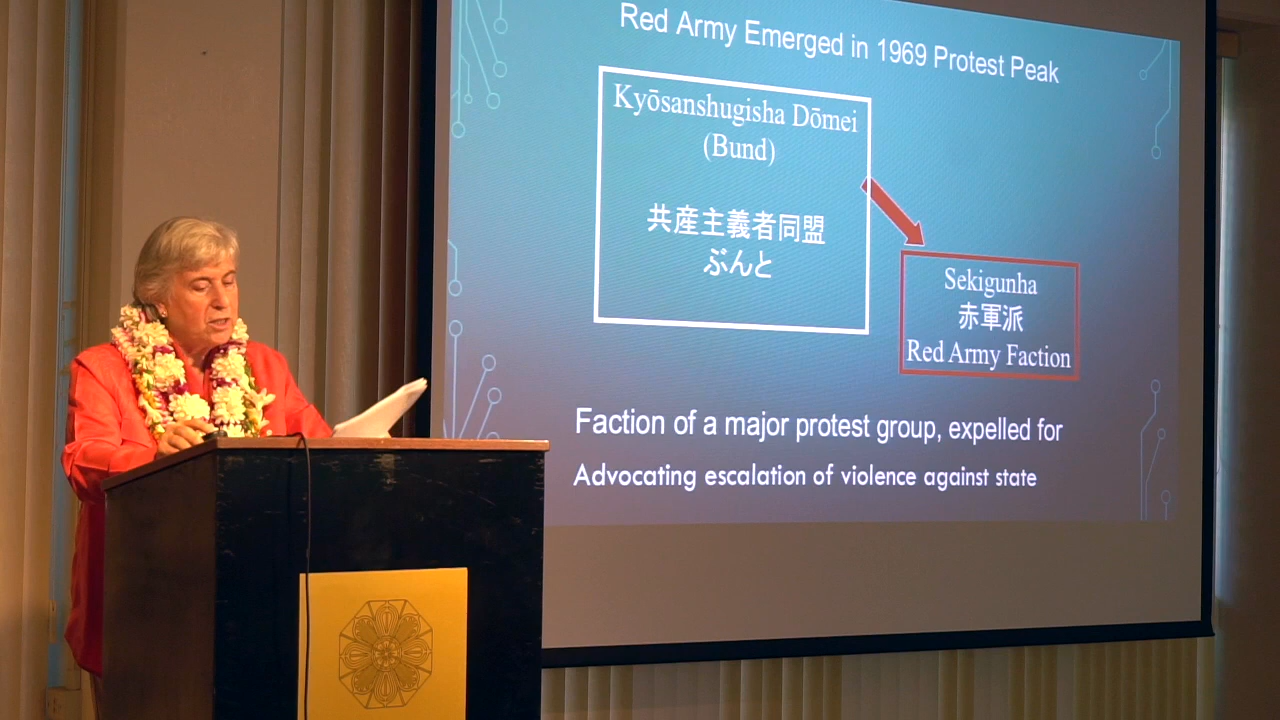 Red Army Emerged in 1969 Protest Peak
Kyōsanshugisha Dōmei
(Bund)
共産主義者同盟
ぶんと
Sekigunha
赤軍派
Red Army Faction
Faction of a major protest group, expelled for
Advocating escalation of violence against state